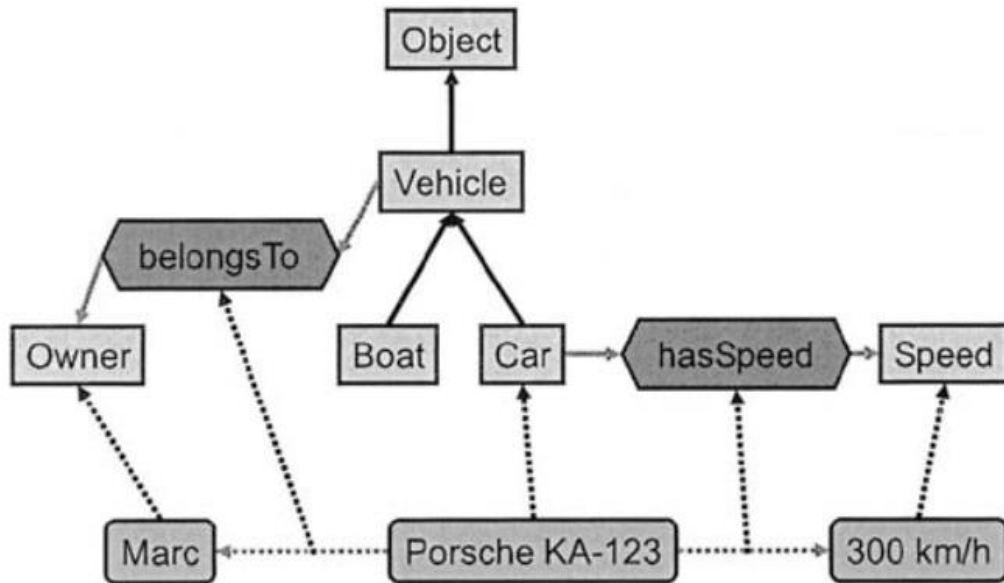 Object
Vehicle
belongsTo
Owner
Boat
Car
hasSpeed
Speed
Marc
Porsche KA-123
300 km/h